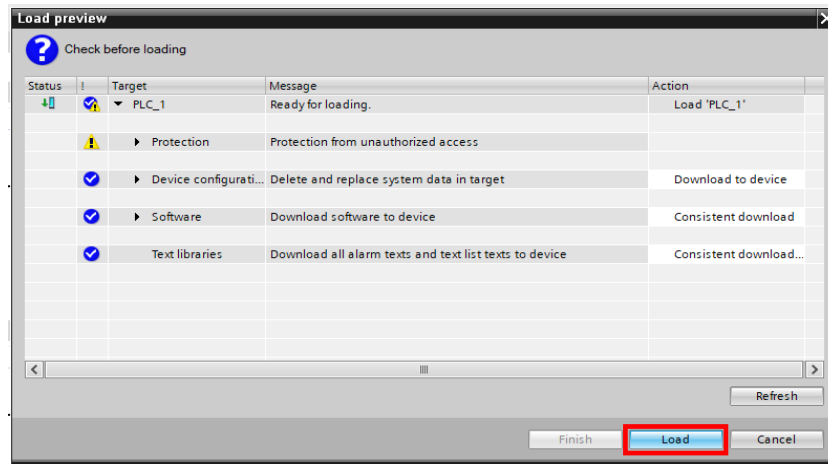 Load preview
Check before loading
Status ! Target Message Action
PLC_1 Ready for loading. Load 'PLC_1'
Protection Protection from unauthorized access
Device configurati... Delete and replace system data in target Download to device
Software Download software to device Consistent download
Text libraries Download all alarm texts and text list texts to device Consistent download...
Refresh
Finish Load Cancel